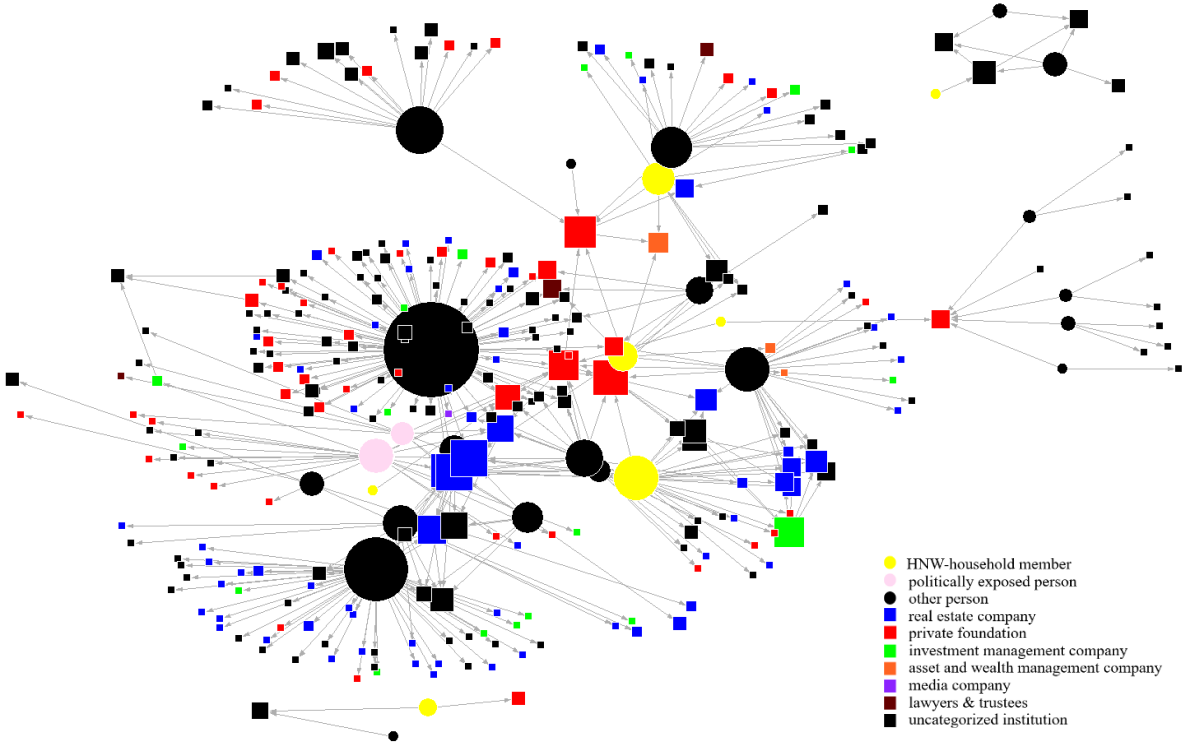 HNW-household member
politically exposed person
other person
real estate company
private foundation
investment management company
asset and wealth management company
media company
lawyers & trustees
uncategorized institution